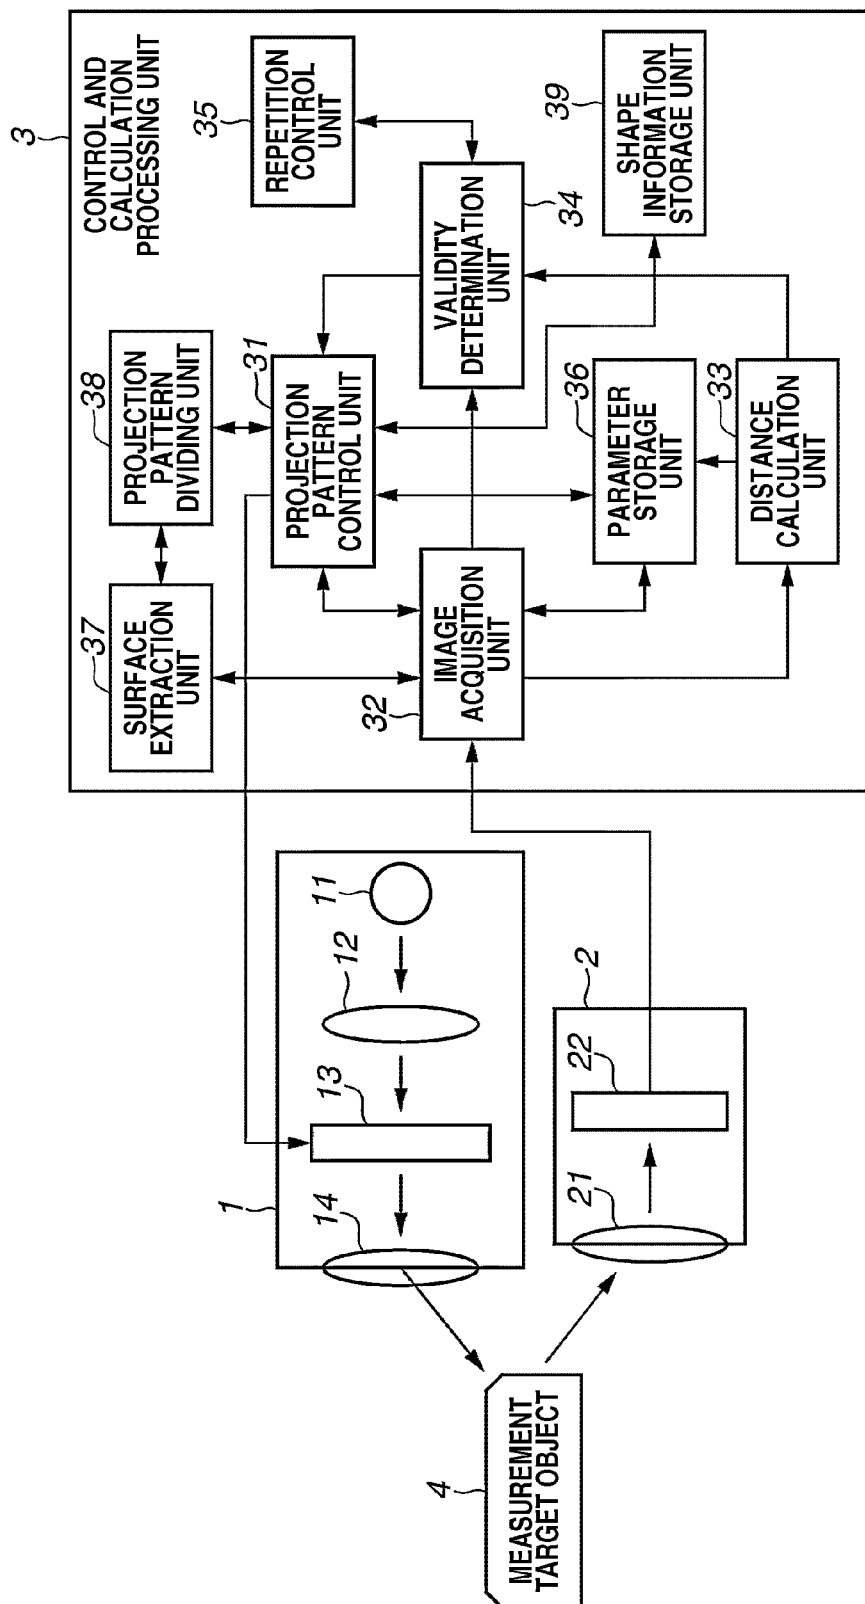 3
CONTROL AND
CALCULATION
PROCESSING UNIT
37
SURFACE
EXTRACTION
UNIT
38
PROJECTION
PATTERN
DIVIDING UNIT
35
REPETITION
CONTROL
UNIT
31
PROJECTION
PATTERN
CONTROL UNIT
32
IMAGE
ACQUISITION
UNIT
VALIDITY
DETERMINATION
UNIT
34
36
PARAMETER
STORAGE
UNIT
39
SHAPE
INFORMATION
STORAGE UNIT
33
DISTANCE
CALCULATION
UNIT
1
14
13
12
11
2
21
22
4
MEASUREMENT
TARGET OBJECT